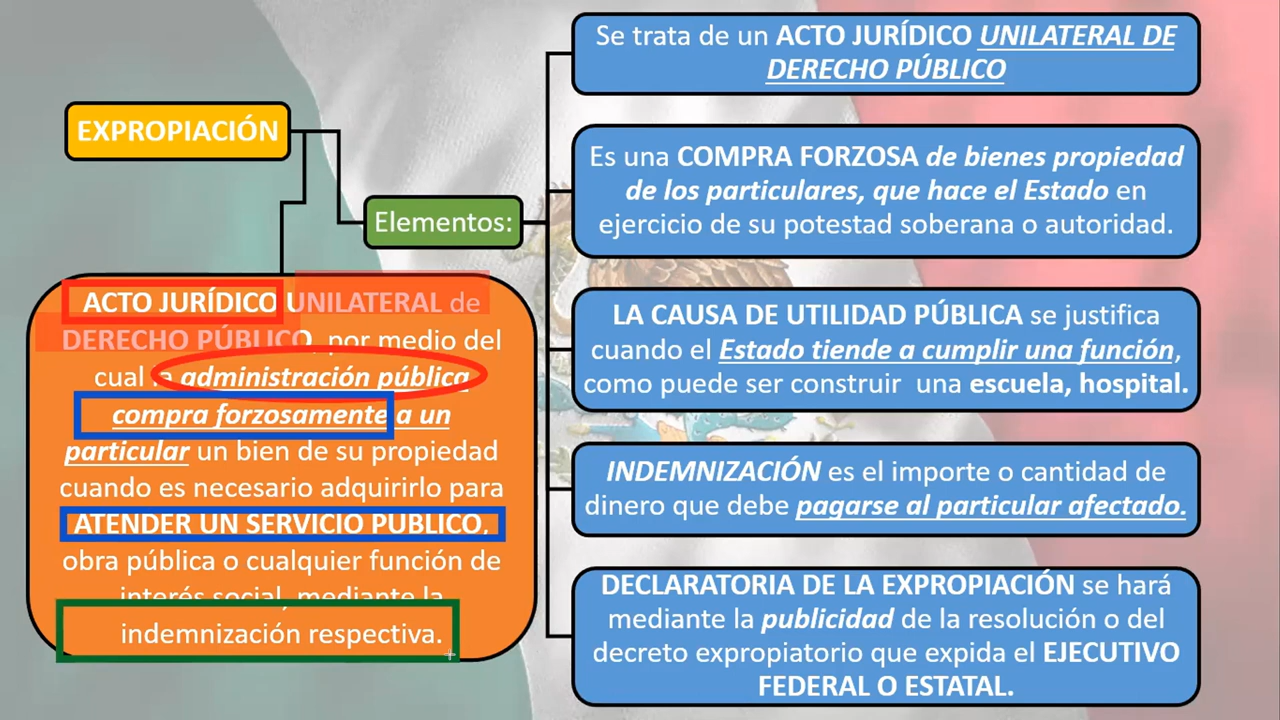 EXPROPIACIÓN
Elementos:
ACTO JURÍDICO UNILATERAL de
DERECHO PÚBLICO, por medio del
cual la administración pública
compra forzosamente a un
particular un bien de su propiedad
cuando es necesario adquirirlo para
ATENDER UN SERVICIO PÚBLICO,
obra pública o cualquier función de
interés social, mediante la
indemnización respectiva.
Se trata de un ACTO JURÍDICO UNILATERAL DE
DERECHO PÚBLICO
Es una COMPRA FORZOSA de bienes propiedad
de los particulares, que hace el Estado en
ejercicio de su potestad soberana o autoridad.
LA CAUSA DE UTILIDAD PÚBLICA se justifica
cuando el Estado tiende a cumplir una función,
como puede ser construir una escuela, hospital.
INDEMNIZACIÓN es el importe o cantidad de
dinero que debe pagarse al particular afectado.
DECLARATORIA DE LA EXPROPIACIÓN se hará
mediante la publicidad de la resolución o del
decreto expropiatorio que expida el EJECUTIVO
FEDERAL O ESTATAL.